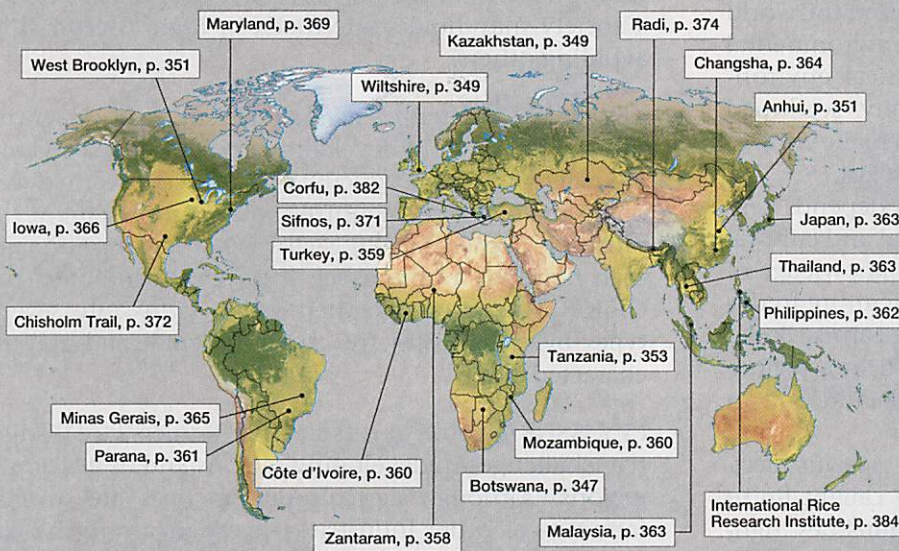 Maryland, p. 369
Radi, p. 374
Kazakhstan, p. 349
West Brooklyn, p. 351
Changsha, p. 364
Wiltshire, p. 349
Anhui, p. 351
Corfu, p. 382
Iowa, p. 366
Sifnos, p. 371
Japan, p. 363
Turkey, p. 359
Thailand, p. 363
Chisholm Trail, p. 372
Philippines, p. 362
Tanzania, p. 353
Minas Gerais, p. 365
Mozambique, p. 360
Parana, p. 361
Côte d'Ivoire, p. 360
Botswana, p. 347
International Rice
Research Institute, p. 384
Zantaram, p. 358
Malaysia, p. 363